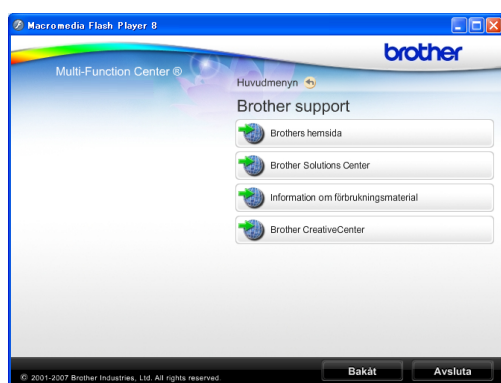 Macromedia Flash Player 8
brother
Multi-Function Center ®
Huvudmenyn
Brother support
Brothers hemsida
Brother Solutions Center
Information om förbrukningsmaterial
Brother CreativeCenter
© 2001-2007 Brother Industries, Ltd. All rights reserved.
Bakåt
Avsluta